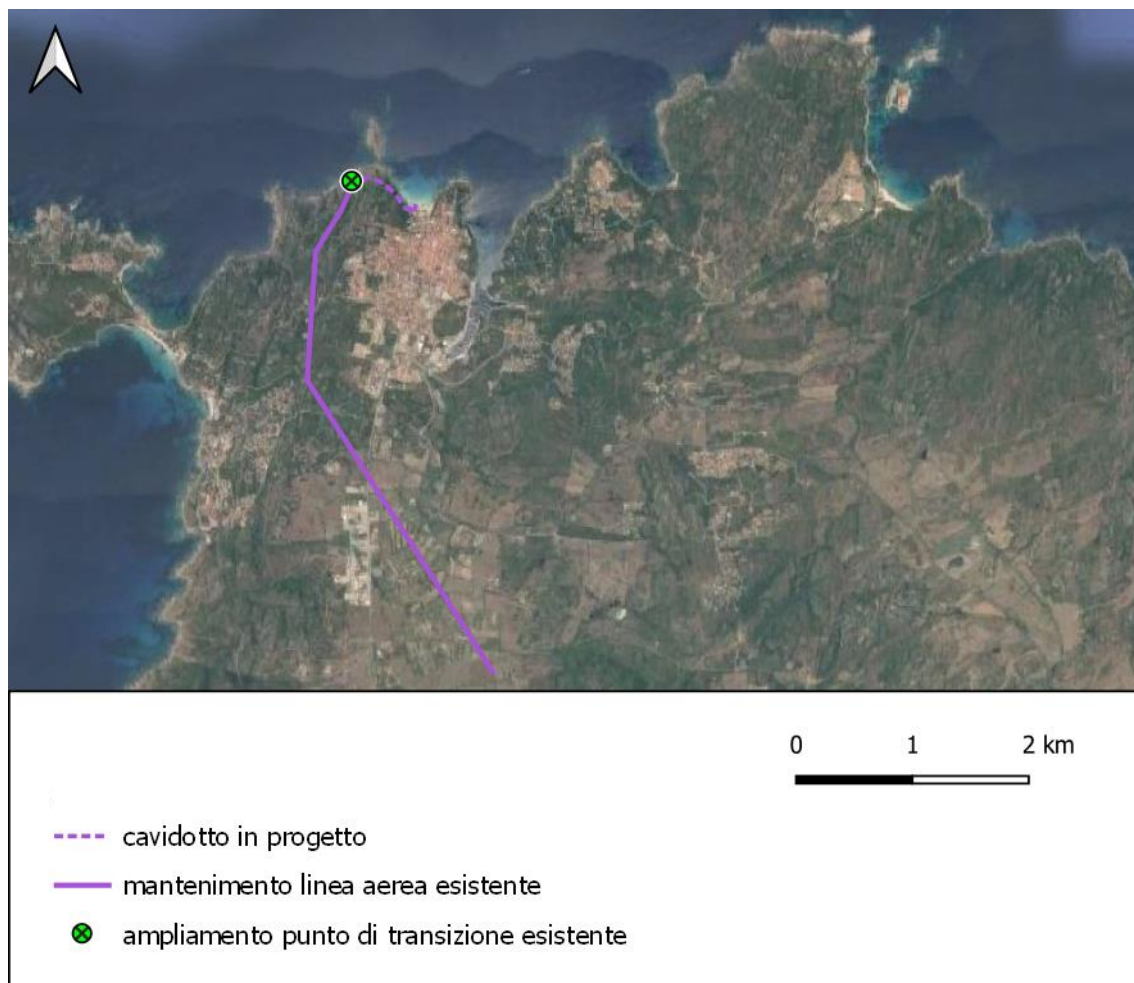 0 1 2 km
cavidotto in progetto
mantenimento linea aerea esistente
ampliamento punto di transizione esistente